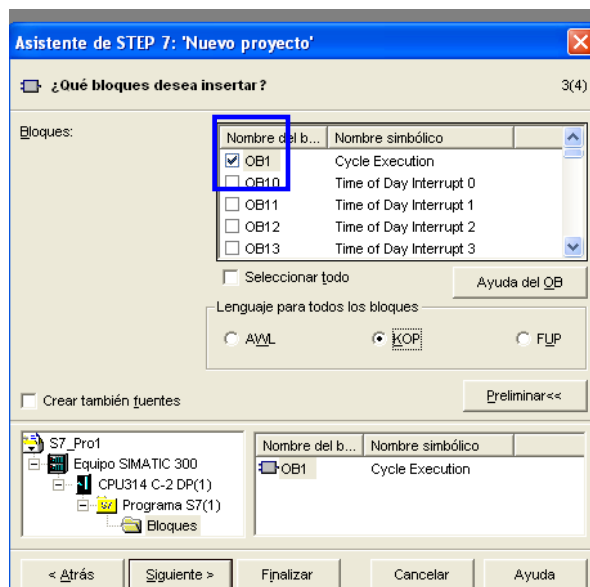 Asistente de STEP 7: 'Nuevo proyecto'
¿Qué bloques desea insertar?
3(4)
Bloques:
Nombre del b... Nombre simbólico
OB1 Cycle Execution
OB10 Time of Day Interrupt 0
OB11 Time of Day Interrupt 1
OB12 Time of Day Interrupt 2
OB13 Time of Day Interrupt 3
Seleccionar todo
Ayuda del OB
Lenguaje para todos los bloques
AWL KOP FUP
Crear también fuentes
Preliminar<<
S7_Pro1
Equipo SIMATIC 300
CPU314 C-2 DP(1)
Programa S7(1)
Bloques
Nombre del b... Nombre simbólico
OB1 Cycle Execution
< Atrás Siguiente > Finalizar Cancelar Ayuda